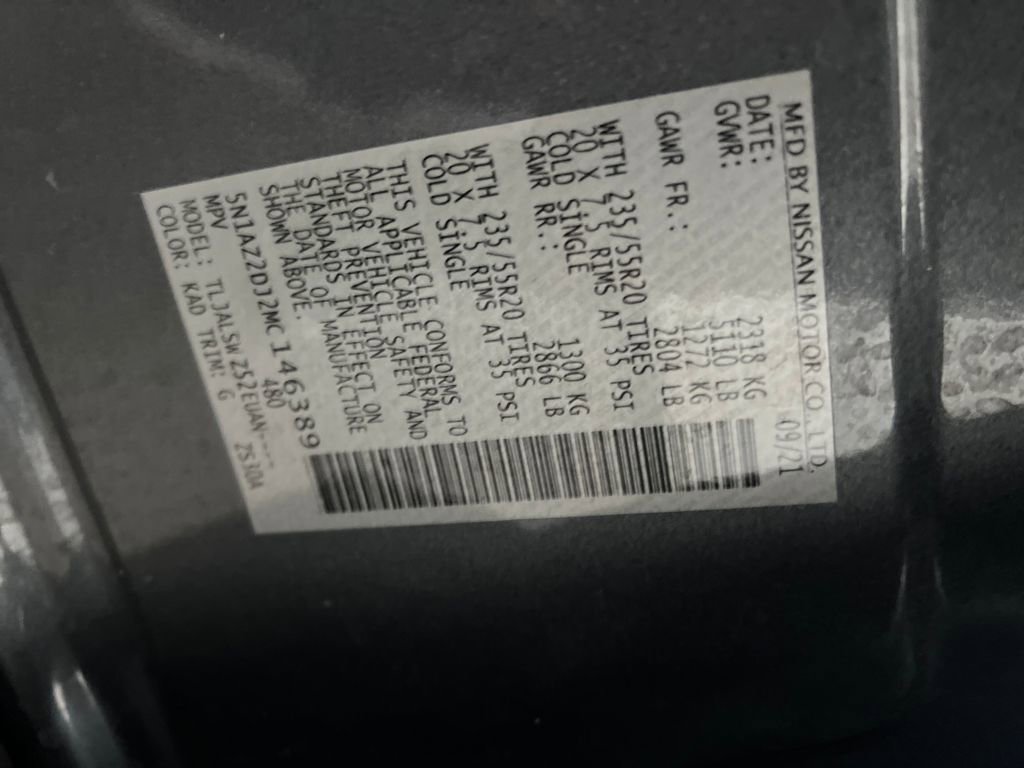 MFD BY NISSAN MOTOR CO., LTD.
DATE: 09/21
GVWR: 2318 KG
5110 LB
GAWR FR.: 1272 KG
2804 LB
WITH 235/55R20 TIRES
20 X 7.5 RIMS AT 35 PSI
COLD SINGLE
GAWR RR.: 1300 KG
2866 LB
WITH 235/55R20 TIRES
20 X 7.5 RIMS AT 35 PSI
COLD SINGLE
THIS VEHICLE CONFORMS TO
ALL APPLICABLE FEDERAL
MOTOR VEHICLE SAFETY AND
THEFT PREVENTION
STANDARDS IN EFFECT ON
THE DATE OF MANUFACTURE
SHOWN ABOVE.
5N1AZ2DJ2MC146389
MPV 480
MODEL: TLJALSWZS2EUAN----
COLOR: KAD TRIM: G ZS30A